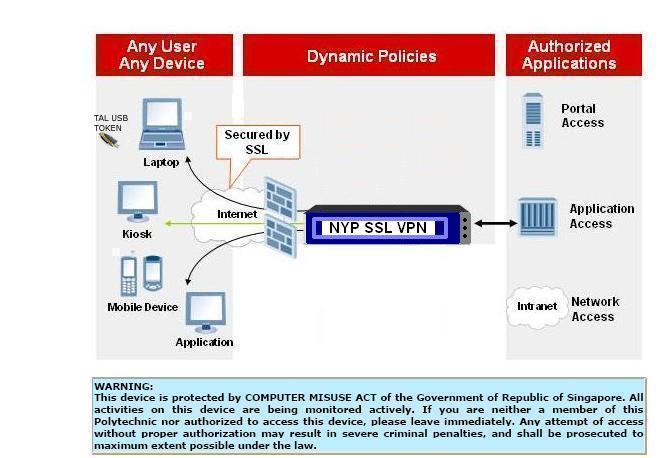 Any User
Any Device
Dynamic Policies
Authorized
Applications
TAL USB
TOKEN
Laptop
Secured by
SSL
Portal
Access
Kiosk
Internet
NYP SSL VPN
Application
Access
Mobile Device
Application
Intranet
Network
Access
WARNING:
This device is protected by COMPUTER MISUSE ACT of the Government of Republic of Singapore. All
activities on this device are being monitored actively. If you are neither a member of this
Polytechnic nor authorized to access this device, please leave immediately. Any attempt of access
without proper authorization may result in severe criminal penalties, and shall be prosecuted to
maximum extent possible under the law.